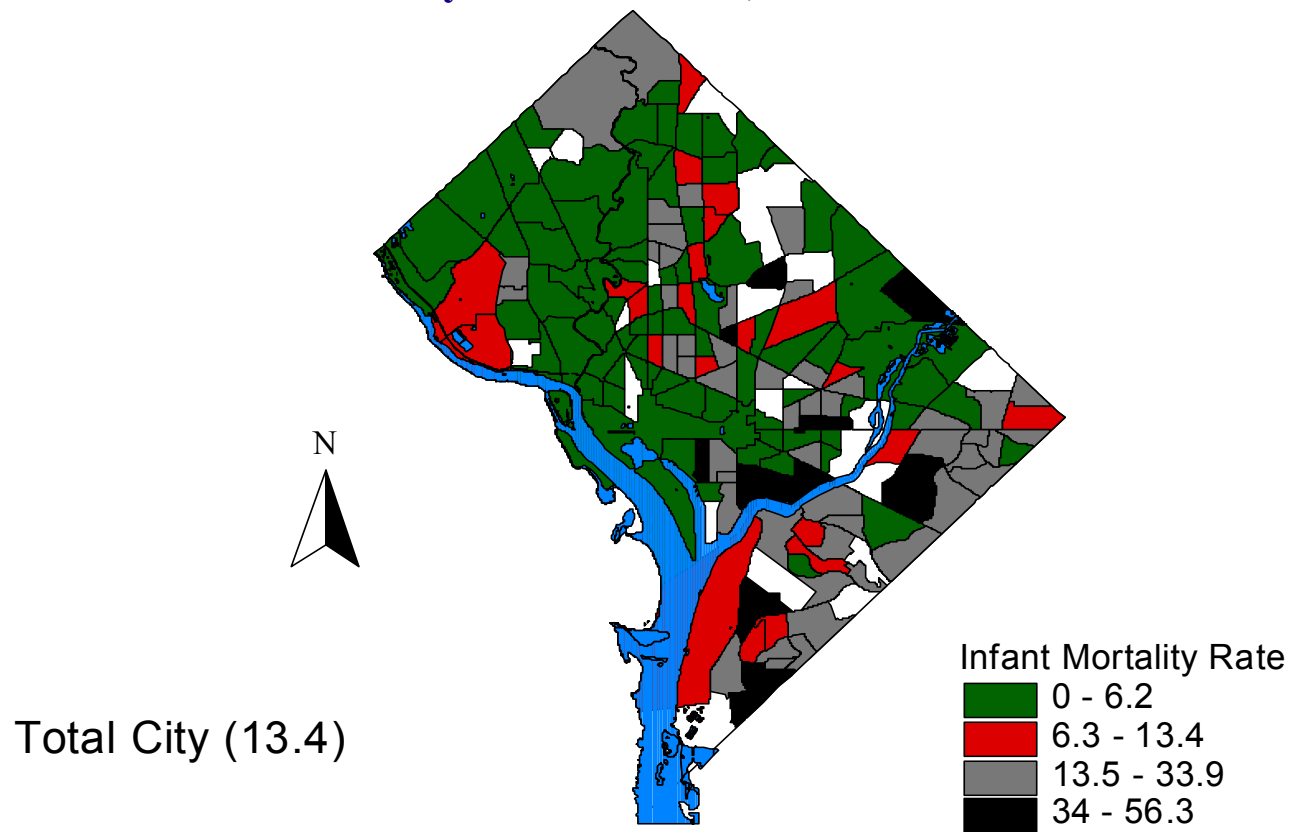 N
Total City (13.4)
Infant Mortality Rate
0 - 6.2
6.3 - 13.4
13.5 - 33.9
34 - 56.3